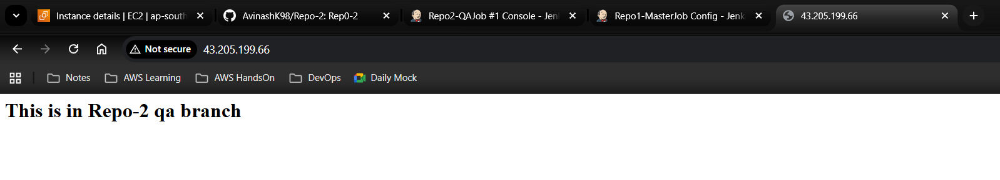 Instance details | EC2 | ap-south
AvinashK98/Repo-2: Rep0-2
Repo2-QAJob #1 Console - Jen
Repo1-MasterJob Config - Jenk
43.205.199.66
Not secure 43.205.199.66
Notes AWS Learning AWS HandsOn DevOps Daily Mock
This is in Repo-2 qa branch